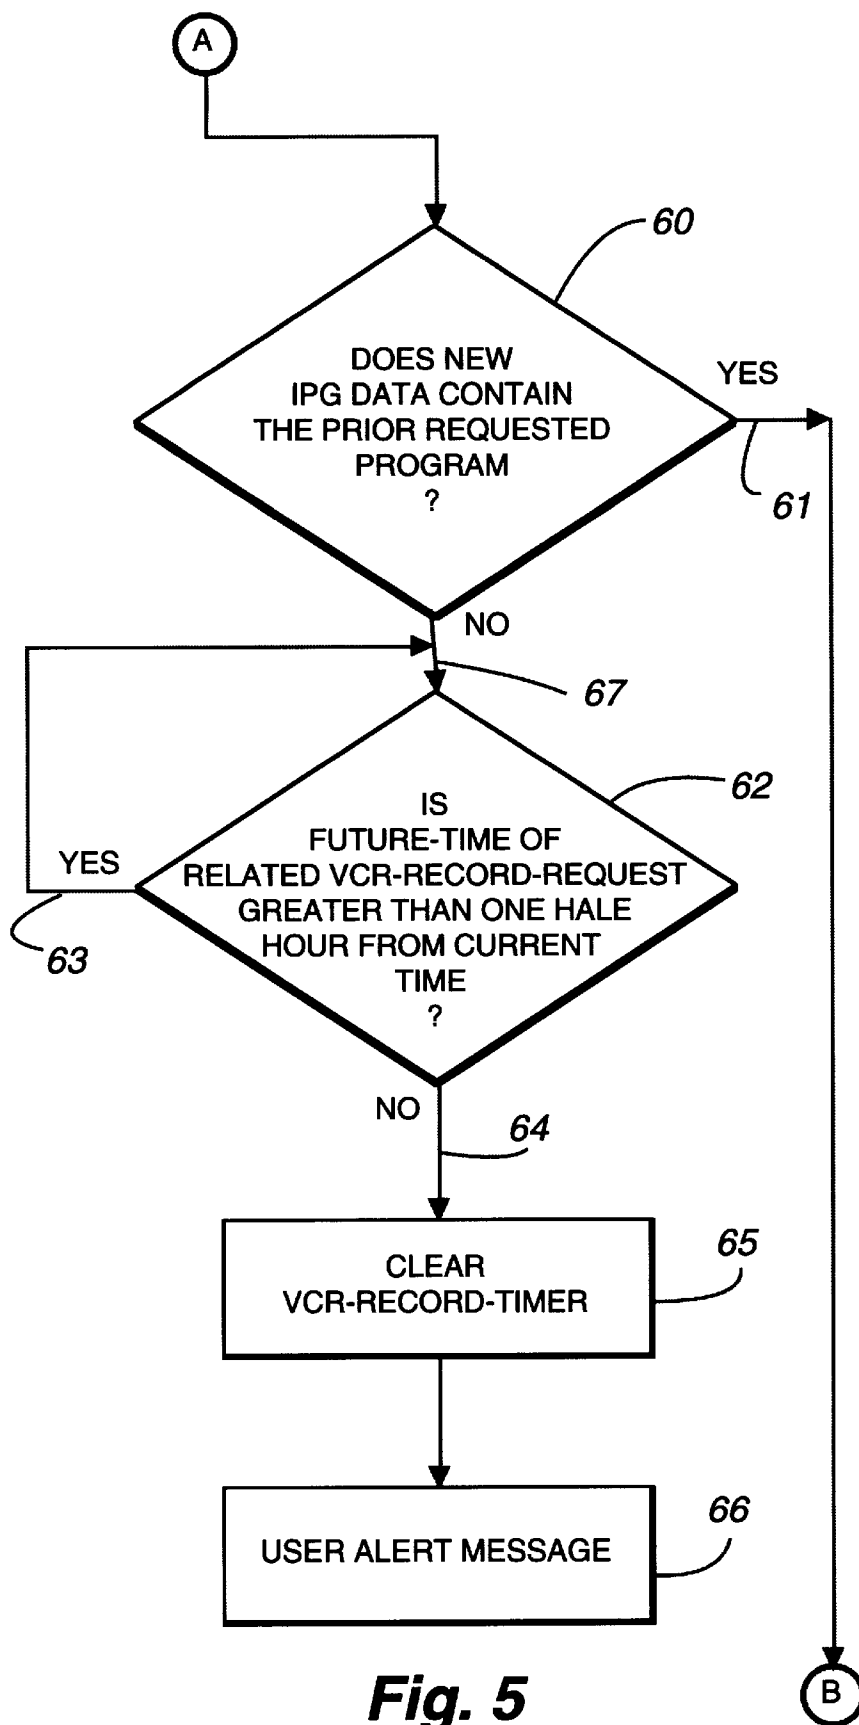 A
60
DOES NEW
IPG DATA CONTAIN
THE PRIOR REQUESTED
PROGRAM
?
YES
61
NO
67
62
IS
FUTURE-TIME OF
RELATED VCR-RECORD-REQUEST
GREATER THAN ONE HALE
HOUR FROM CURRENT
TIME
?
YES
63
NO
64
CLEAR
VCR-RECORD-TIMER
65
USER ALERT MESSAGE
66
B
Fig. 5